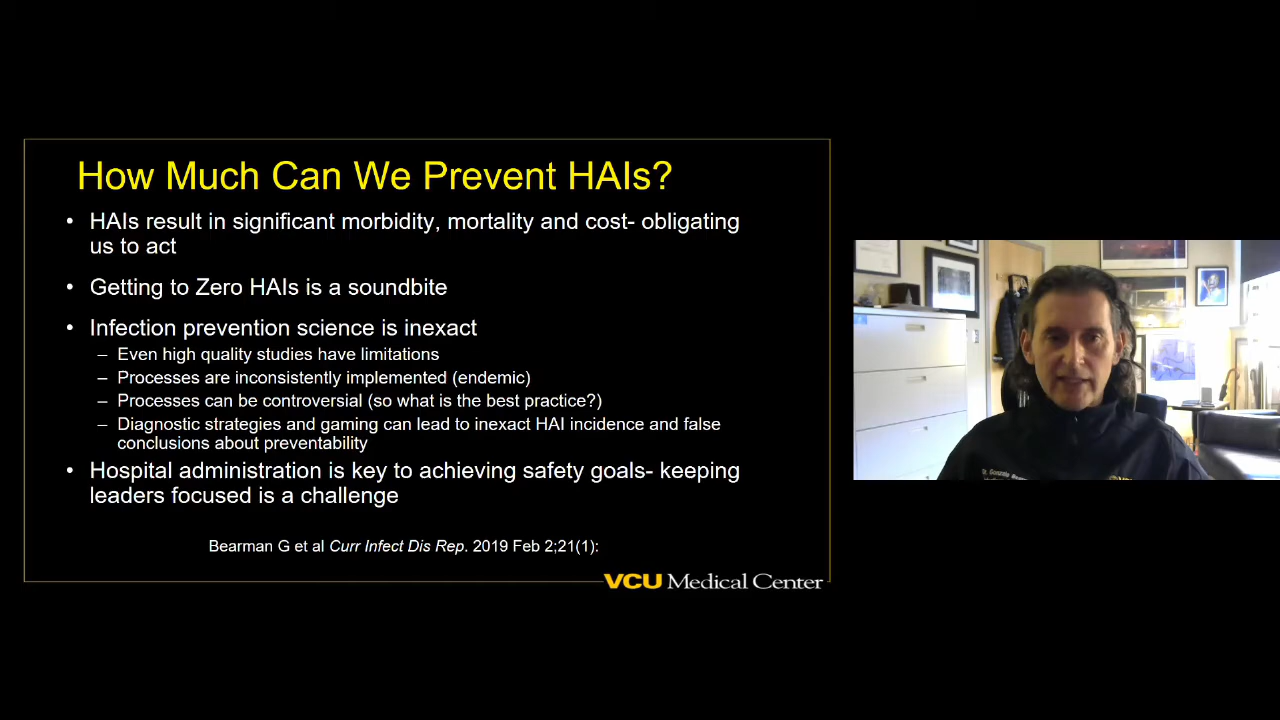 How Much Can We Prevent HAIs?
• HAIs result in significant morbidity, mortality and cost- obligating
us to act
• Getting to Zero HAIs is a soundbite
• Infection prevention science is inexact
– Even high quality studies have limitations
– Processes are inconsistently implemented (endemic)
– Processes can be controversial (so what is the best practice?)
– Diagnostic strategies and gaming can lead to inexact HAI incidence and false
conclusions about preventability
• Hospital administration is key to achieving safety goals- keeping
leaders focused is a challenge
Bearman G et al Curr Infect Dis Rep. 2019 Feb 2;21(1):
VCU Medical Center